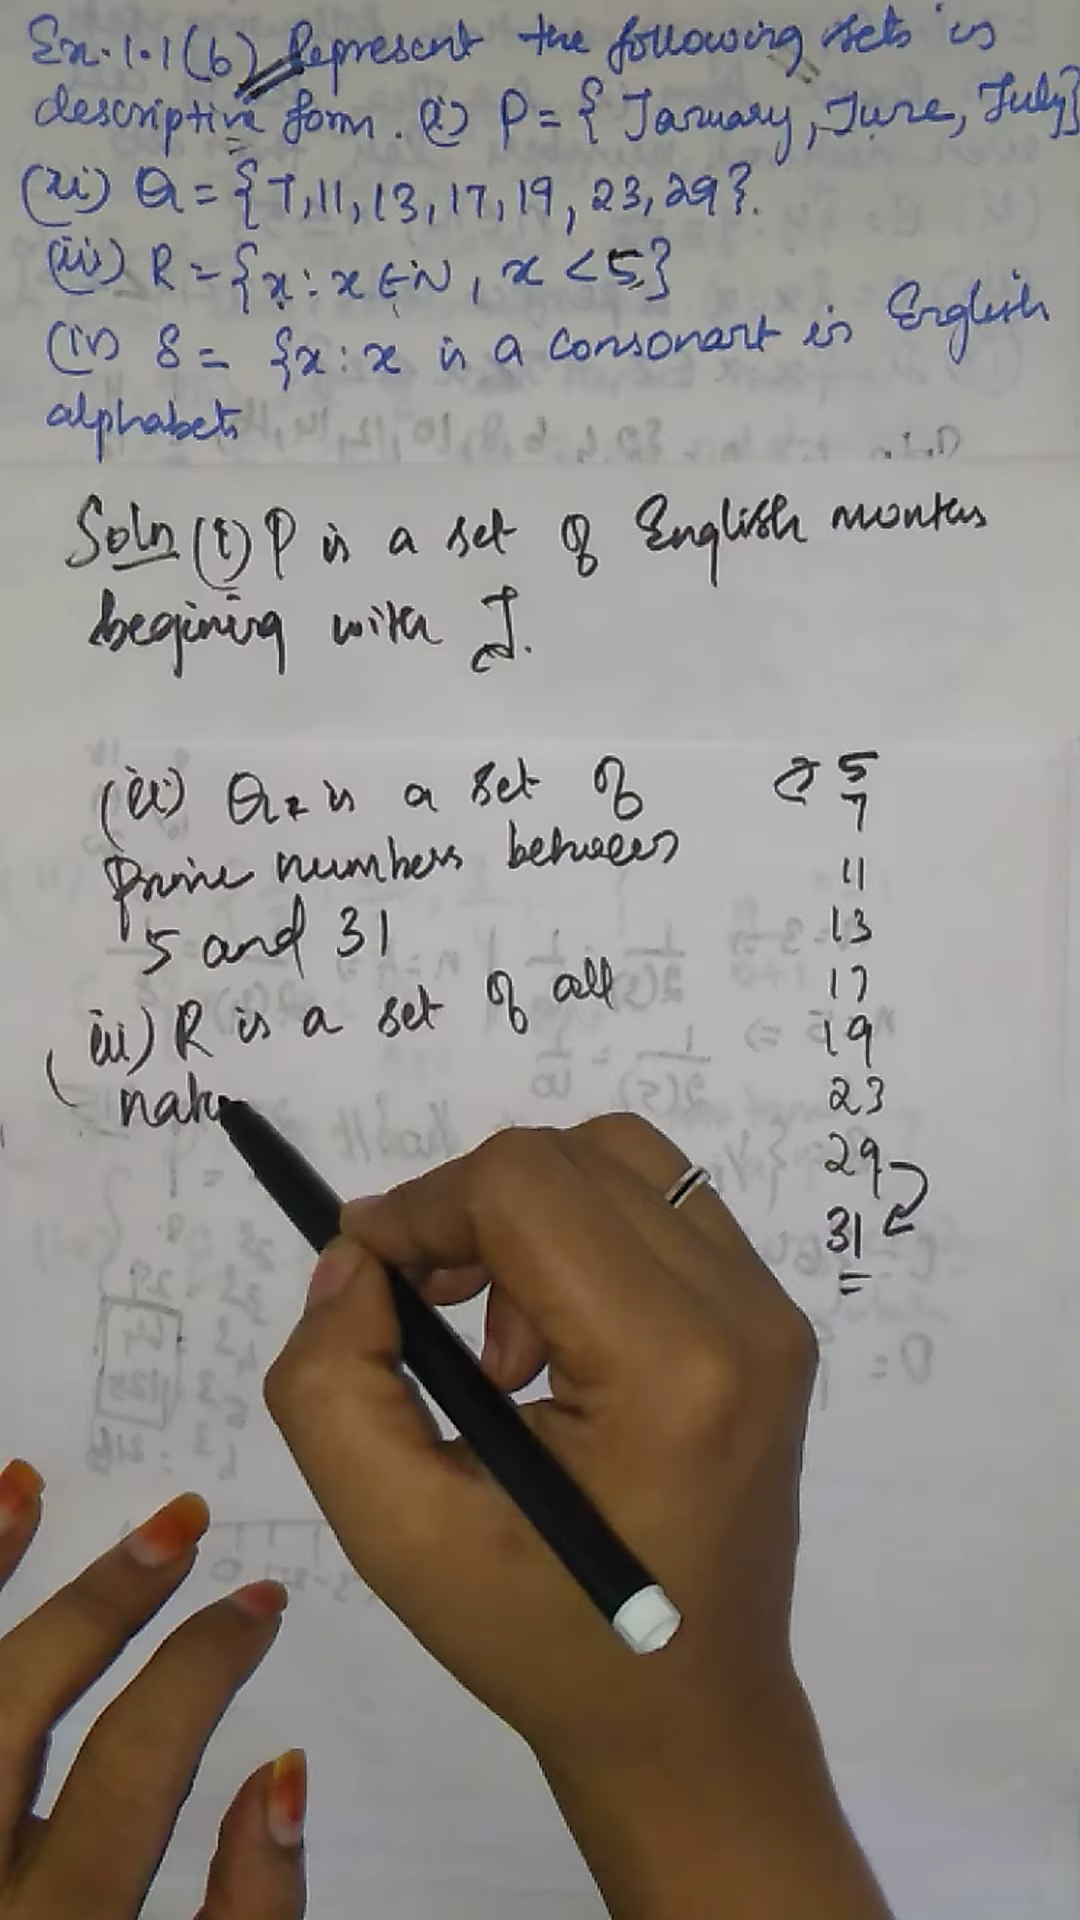 Ex.1.1(6) Represent the following sets in
descriptive form. (i) P = { January, June, July}
(ii) Q = {7,11,13,17,19,23,29}.
(iii) R = {x : x ∈ N, x < 5}
(iv) S = {x : x is a consonant in English
alphabets
Soln (i) P is a set of English months
begining with J.
(ii) Q is a set of
prime numbers between
5 and 31
(iii) R is a set of all
natu
5
7
11
13
17
19
23
29
31